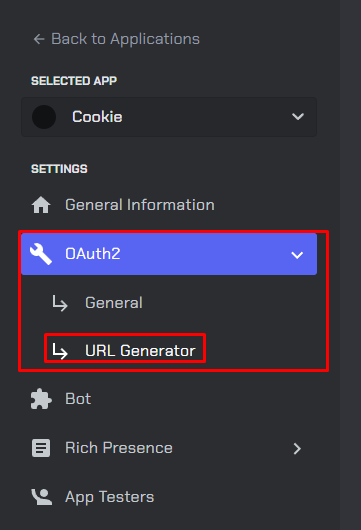 ← Back to Applications
SELECTED APP
Cookie
SETTINGS
General Information
OAuth2
General
URL Generator
Bot
Rich Presence
App Testers